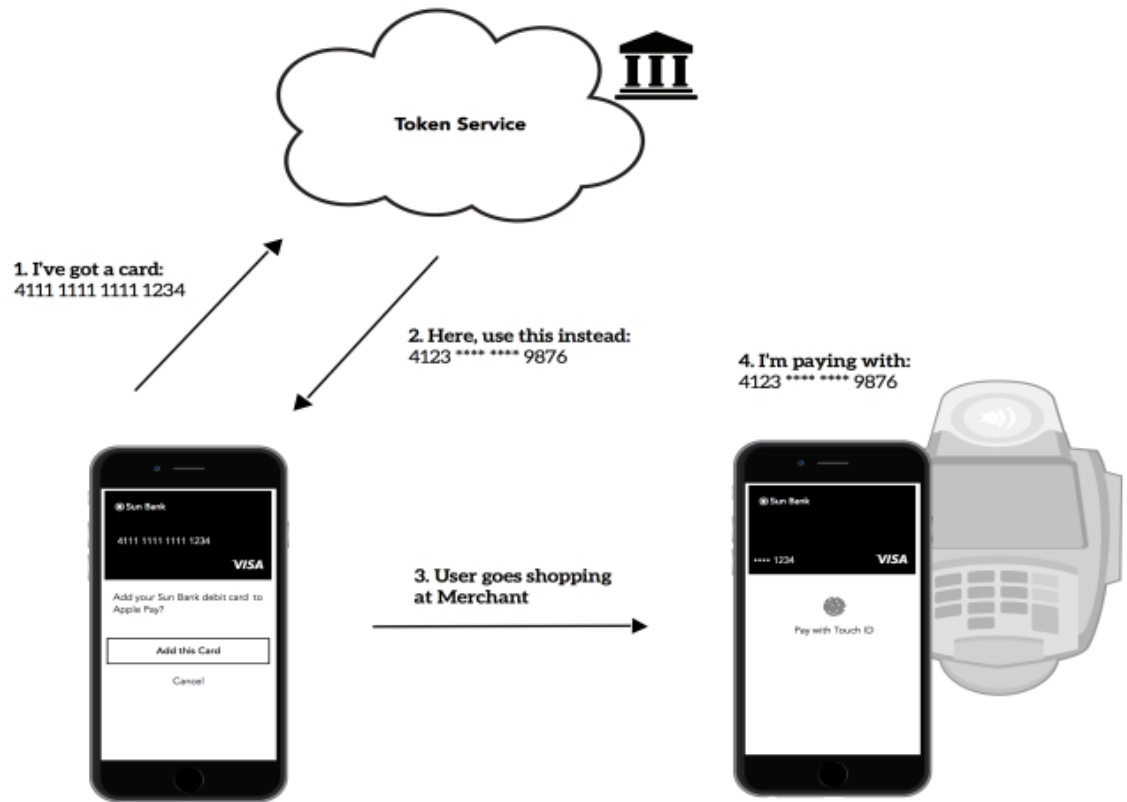 Token Service
1. I've got a card:
4111 1111 1111 1234
2. Here, use this instead:
4123 **** **** 9876
4. I'm paying with:
4123 **** **** 9876
Sun Bank
4111 1111 1111 1234
VISA
Add your Sun Bank debit card to
Apple Pay?
Add this Card
Cancel
3. User goes shopping
at Merchant
Sun Bank
•••• 1234
VISA
Pay with Touch ID